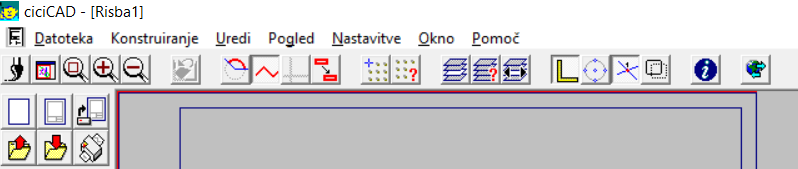 ciciCAD - [Risba1]
Datoteka Konstruiranje Uredi Pogled Nastavitve Okno Pomoč